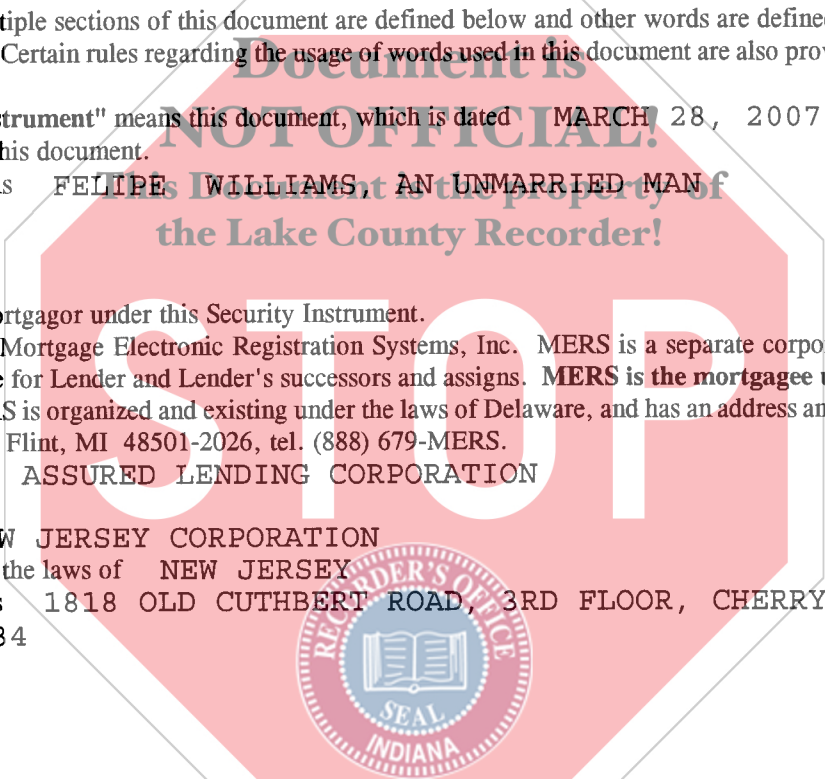 tiple sections of this document are defined below and other words are define
Certain rules regarding the usage of words used in this document are also pro
Document is
strument" means this document, which is dated MARCH 28, 2007
NOT OFFICIAL!
his document.
s FELIPE WILLIAMS, AN UNMARRIED MAN
This Document is the property of
the Lake County Recorder!
ortgagor under this Security Instrument.
STOP
Mortgage Electronic Registration Systems, Inc. MERS is a separate corpo
e for Lender and Lender's successors and assigns. MERS is the mortgagee u
S is organized and existing under the laws of Delaware, and has an address an
Flint, MI 48501-2026, tel. (888) 679-MERS.
ASSURED LENDING CORPORATION
W JERSEY CORPORATION
the laws of NEW JERSEY
s 1818 OLD CUTHBERT ROAD, 3RD FLOOR, CHERRY
34
RECORDER'S OFFICE
SEAL
INDIANA